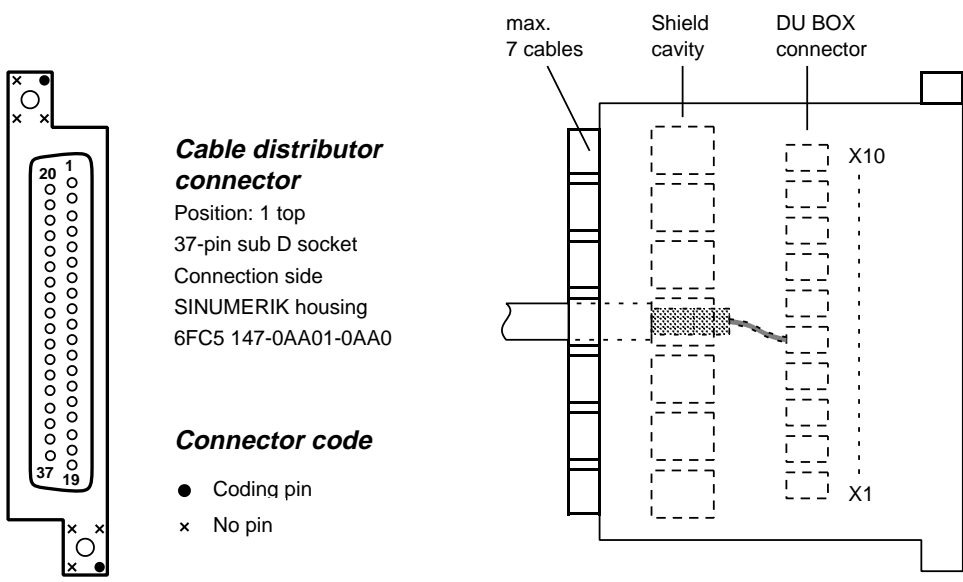 max.
7 cables
Shield
cavity
DU BOX
connector
20 1
37 19
Cable distributor
connector
Position: 1 top
37-pin sub D socket
Connection side
SINUMERIK housing
6FC5 147-0AA01-0AA0
Connector code
Coding pin
× No pin
X10
X1